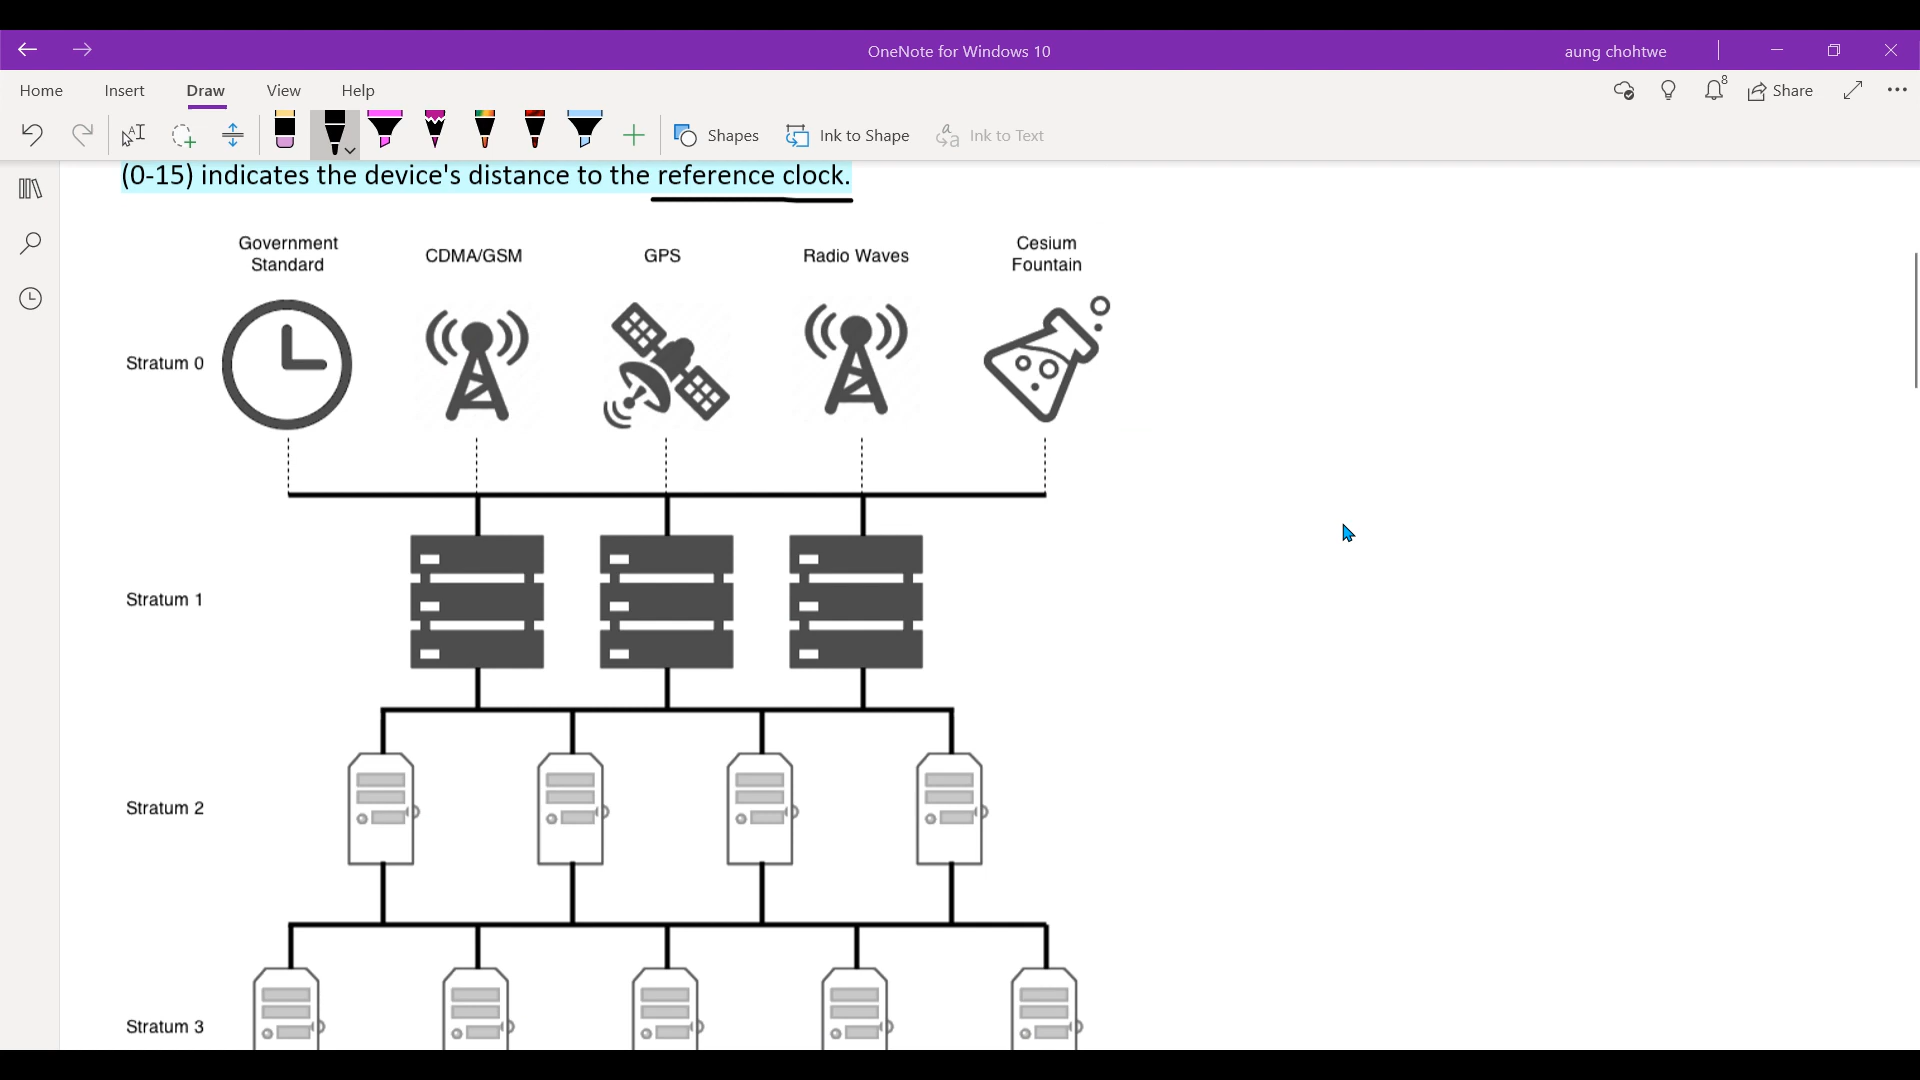 OneNote for Windows 10
aung chohtwe
Home Insert Draw View Help
8
Share
Shapes
Ink to Shape
Ink to Text
(0-15) indicates the device's distance to the reference clock.
Government
Standard
CDMA/GSM
GPS
Radio Waves
Cesium
Fountain
Stratum 0
Stratum 1
Stratum 2
Stratum 3